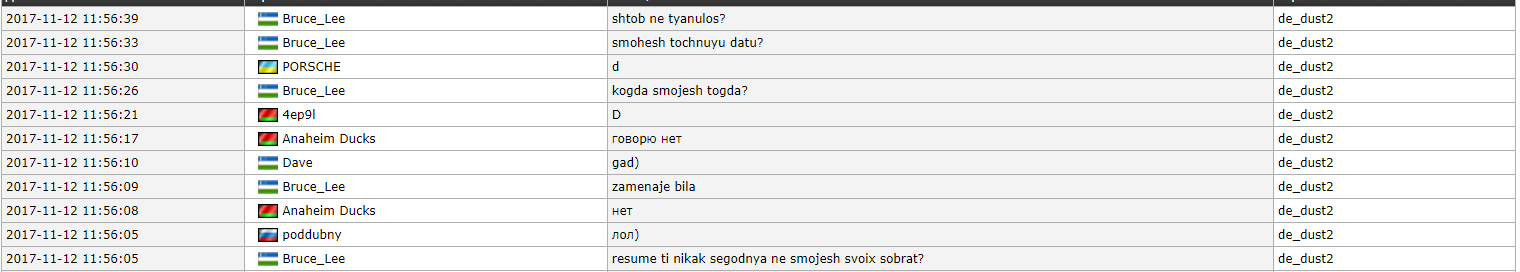 2017-11-12 11:56:39 Bruce_Lee shtob ne tyanulos? de_dust2
2017-11-12 11:56:33 Bruce_Lee smohesh tochnuyu datu? de_dust2
2017-11-12 11:56:30 PORSCHE d de_dust2
2017-11-12 11:56:26 Bruce_Lee kogda smojesh togda? de_dust2
2017-11-12 11:56:21 4ep9l D de_dust2
2017-11-12 11:56:17 Anaheim Ducks говорю нет de_dust2
2017-11-12 11:56:10 Dave gad) de_dust2
2017-11-12 11:56:09 Bruce_Lee zamenaje bila de_dust2
2017-11-12 11:56:08 Anaheim Ducks нет de_dust2
2017-11-12 11:56:05 poddubny лол) de_dust2
2017-11-12 11:56:05 Bruce_Lee resume ti nikak segodnya ne smojesh svoix sobrat? de_dust2